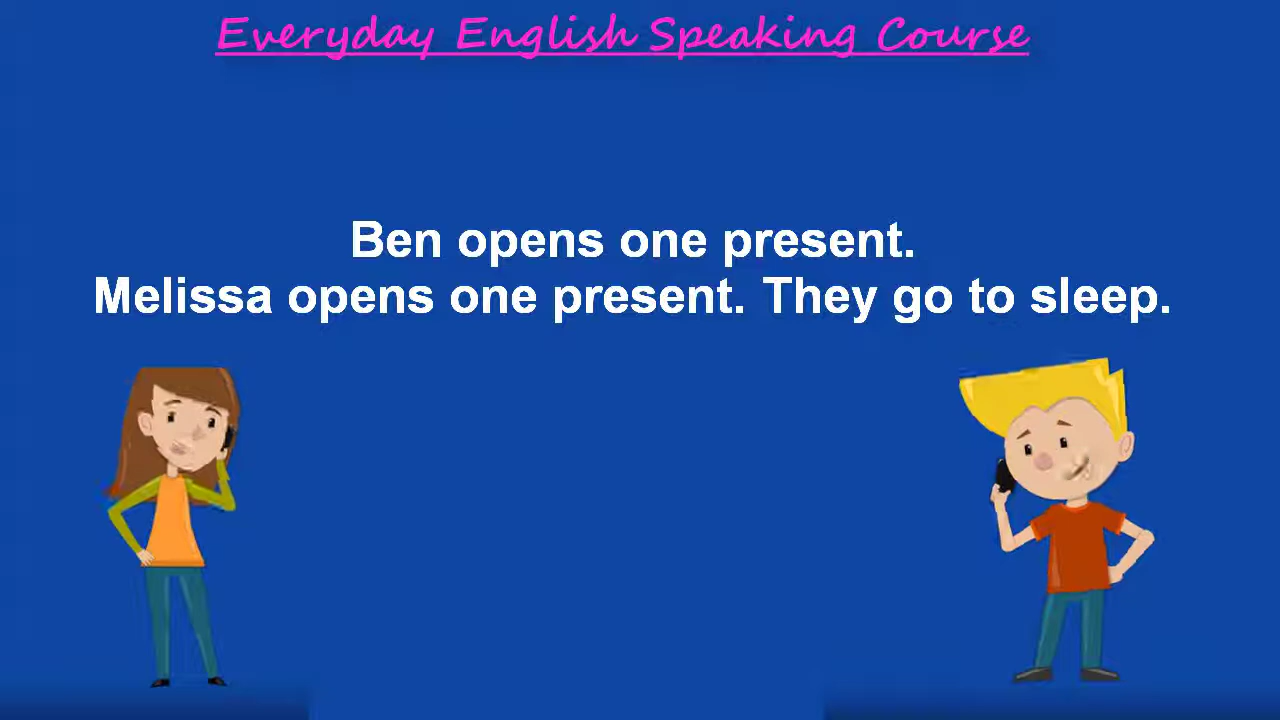 Everyday English Speaking Course
Ben opens one present.
Melissa opens one present. They go to sleep.